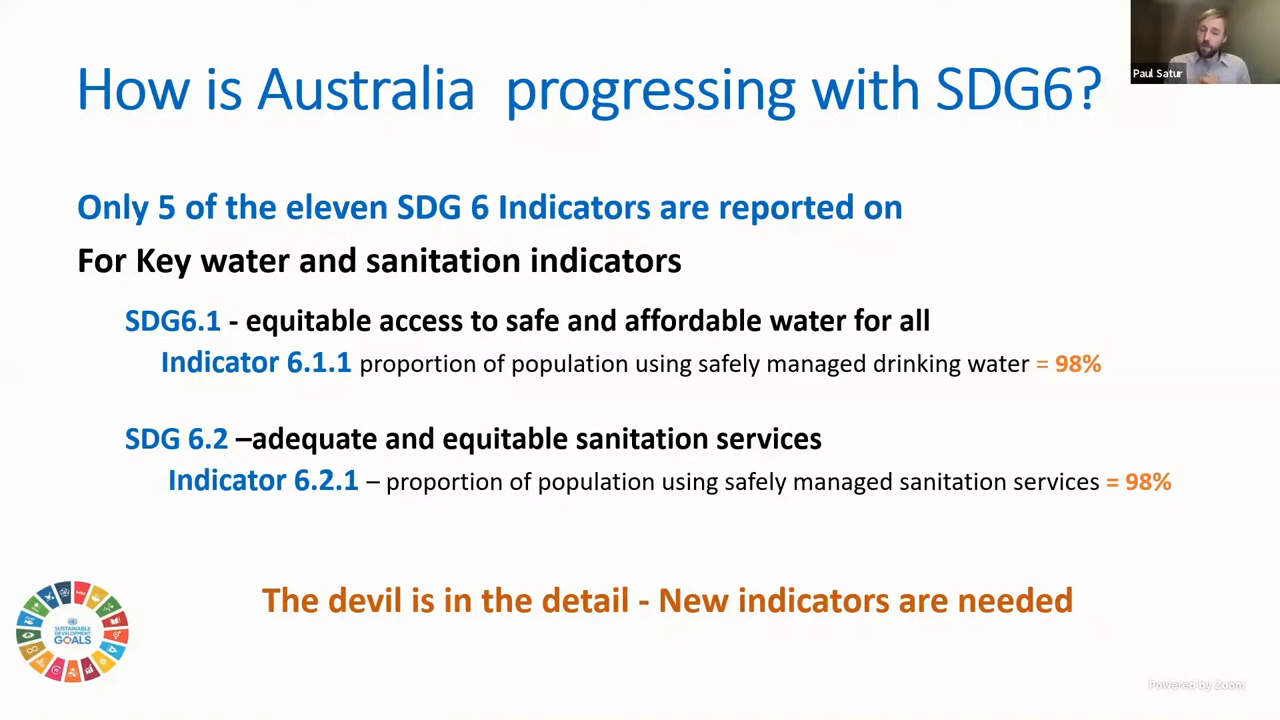 How is Australia progressing with SDG6?
Paul Satur
Only 5 of the eleven SDG 6 Indicators are reported on
For Key water and sanitation indicators
SDG6.1 - equitable access to safe and affordable water for all
Indicator 6.1.1 proportion of population using safely managed drinking water = 98%
SDG 6.2 –adequate and equitable sanitation services
Indicator 6.2.1 – proportion of population using safely managed sanitation services = 98%
The devil is in the detail - New indicators are needed
SUSTAINABLE
DEVELOPMENT
GOALS
Powered by Zoom